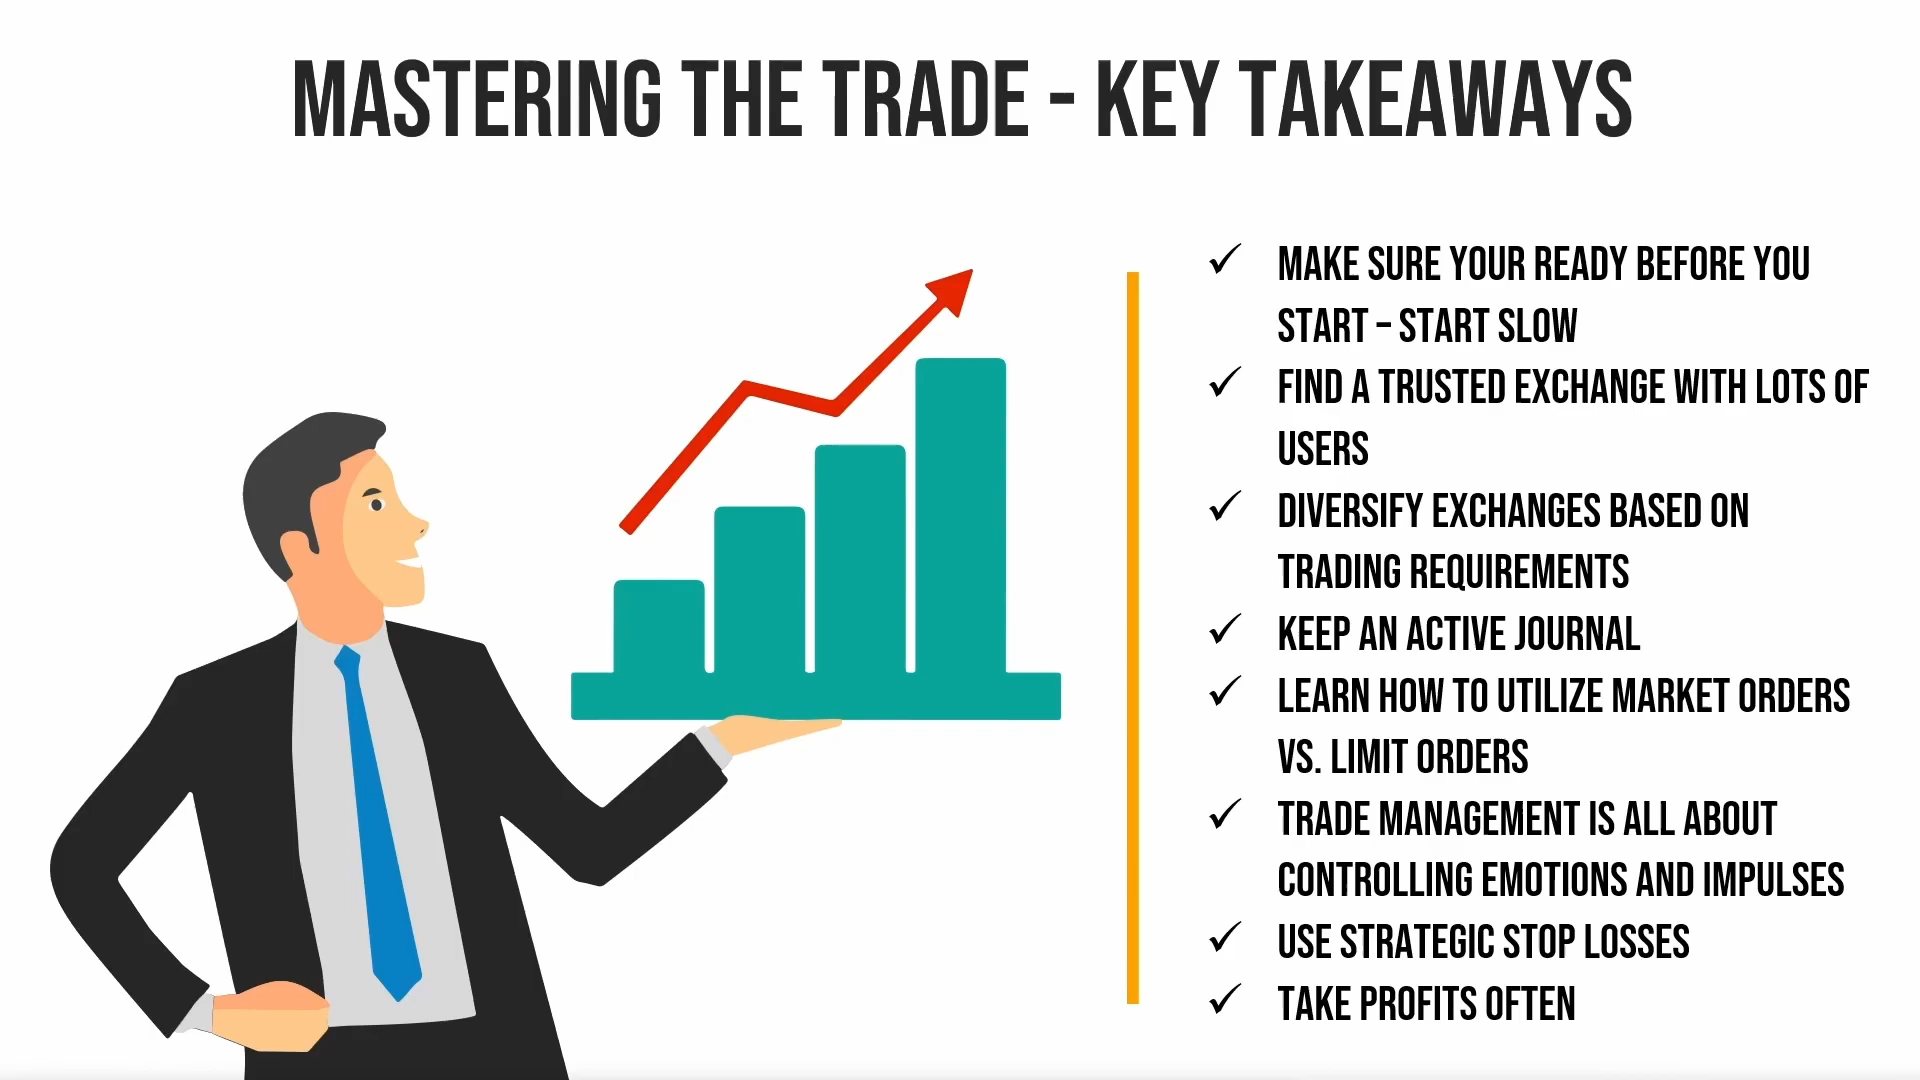 MASTERING THE TRADE - KEY TAKEAWAYS
MAKE SURE YOUR READY BEFORE YOU
START – START SLOW
FIND A TRUSTED EXCHANGE WITH LOTS OF
USERS
DIVERSIFY EXCHANGES BASED ON
TRADING REQUIREMENTS
KEEP AN ACTIVE JOURNAL
LEARN HOW TO UTILIZE MARKET ORDERS
VS. LIMIT ORDERS
TRADE MANAGEMENT IS ALL ABOUT
CONTROLLING EMOTIONS AND IMPULSES
USE STRATEGIC STOP LOSSES
TAKE PROFITS OFTEN